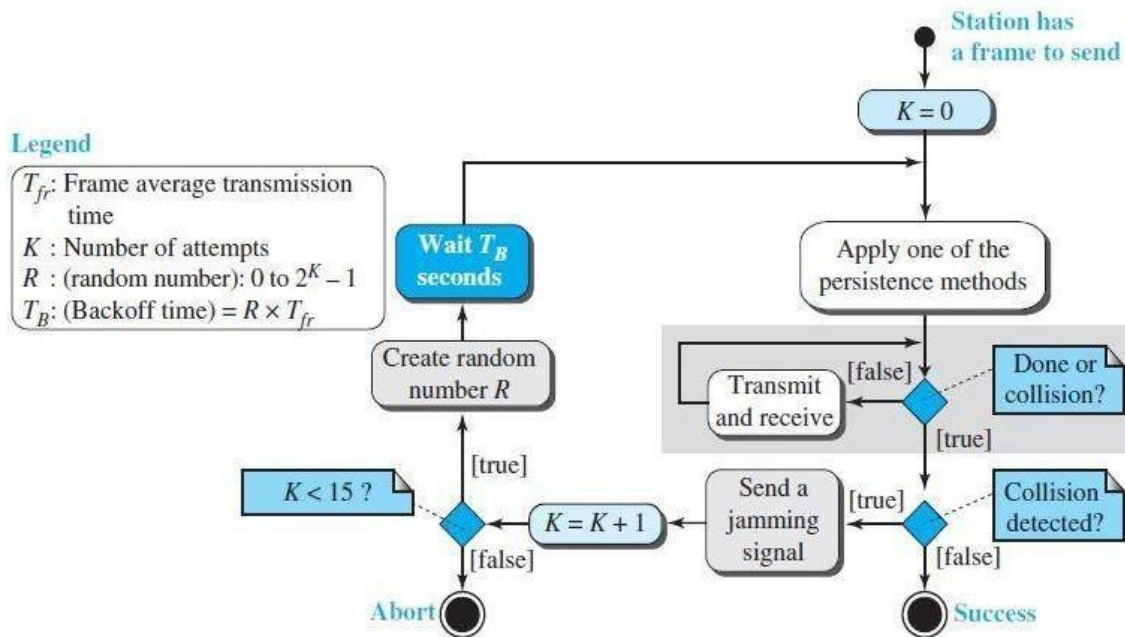 Station has
a frame to send
K = 0
Legend
T_fr: Frame average transmission
time
K : Number of attempts
R : (random number): 0 to 2^K – 1
T_B: (Backoff time) = R × T_fr
Wait T_B
seconds
Apply one of the
persistence methods
Create random
number R
Transmit
and receive
[false]
Done or
collision?
[true]
[true]
K < 15 ?
K = K + 1
Send a
jamming
signal
[true]
Collision
detected?
[false]
[false]
Abort
Success